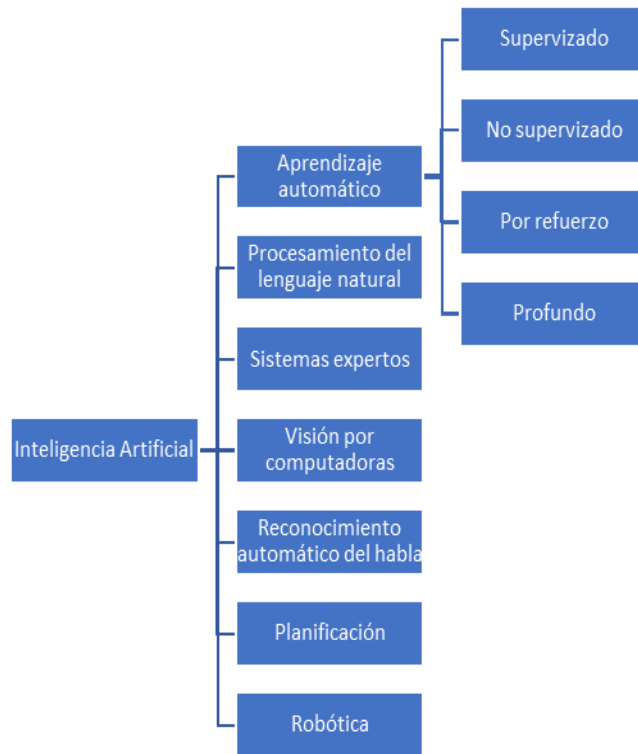 Inteligencia Artificial
Aprendizaje
automático
Procesamiento del
lenguaje natural
Sistemas expertos
Visión por
computadoras
Reconocimiento
automático del habla
Planificación
Robótica
Supervizado
No supervizado
Por refuerzo
Profundo